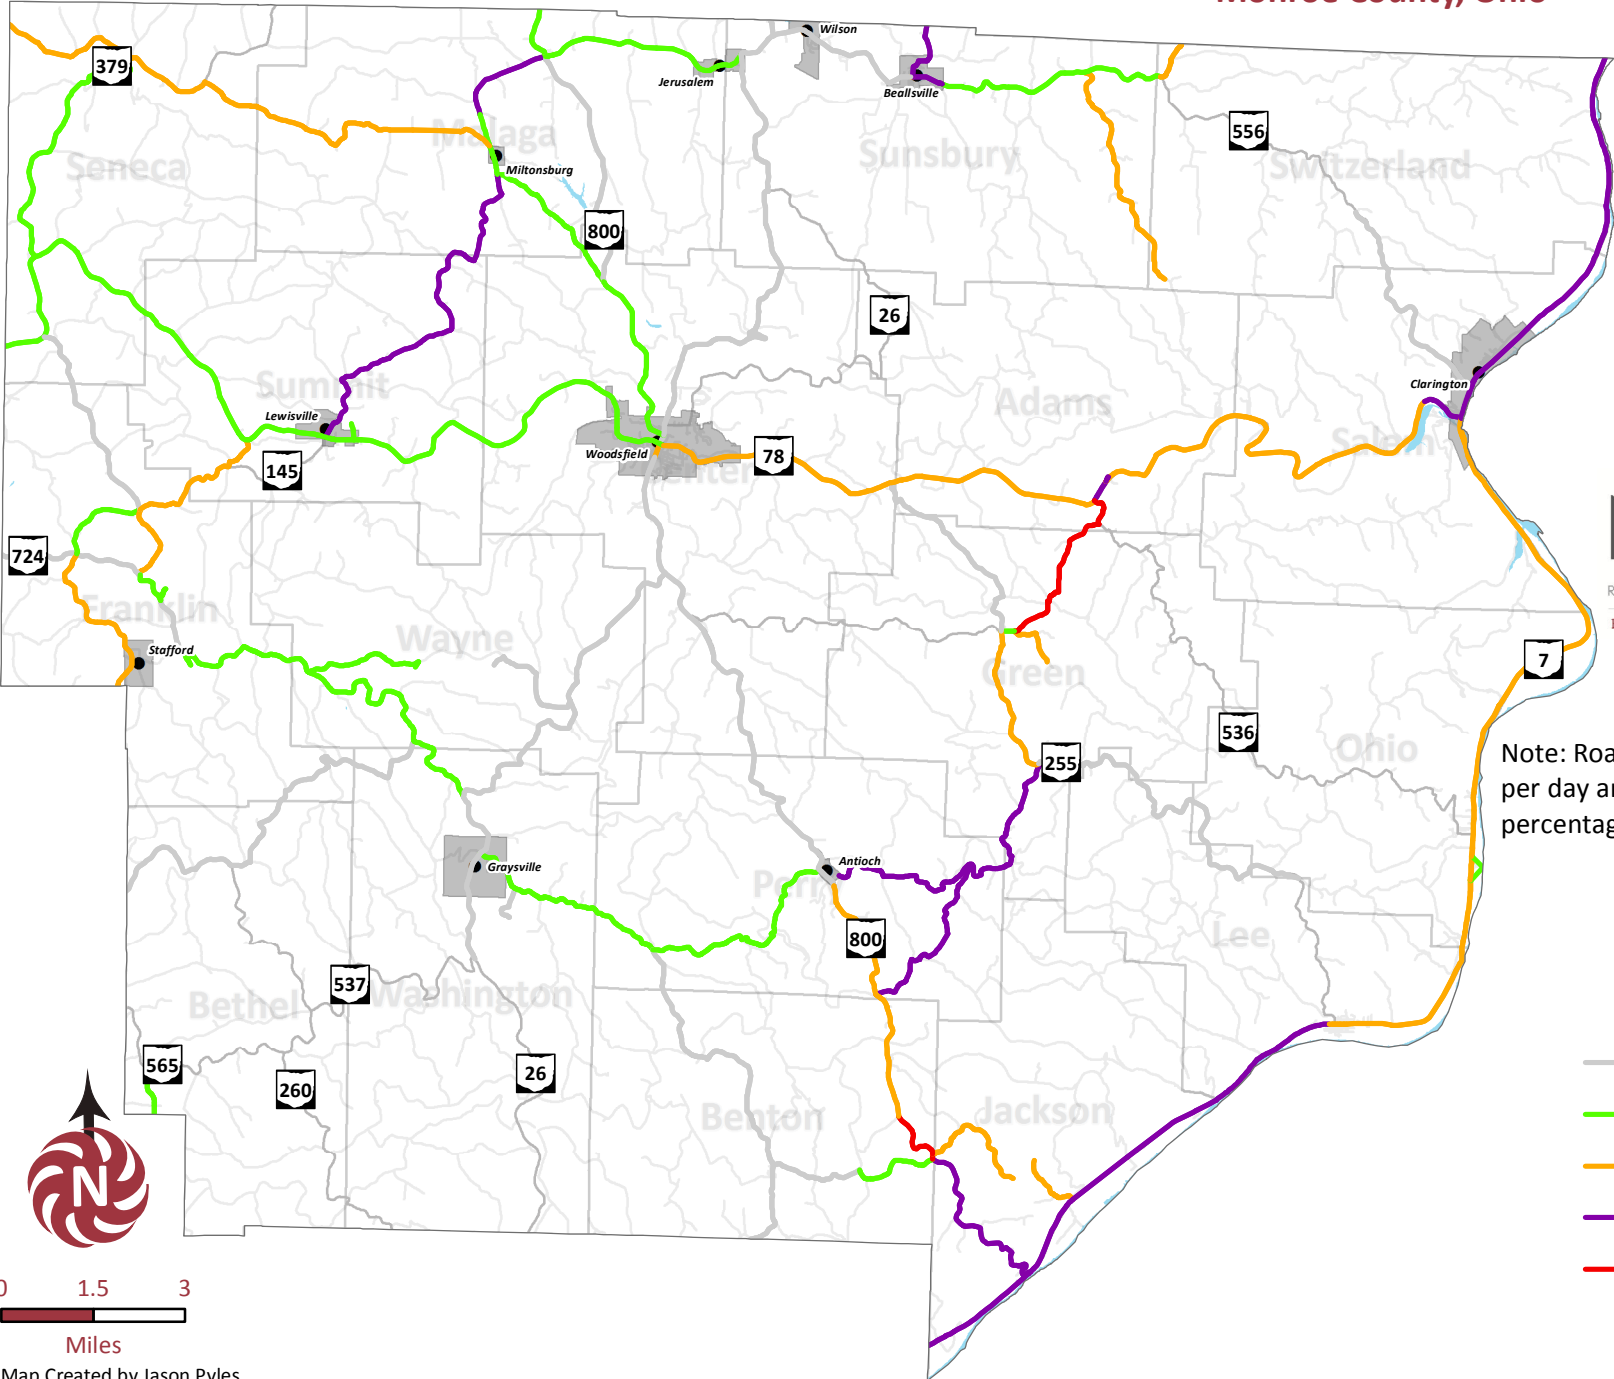 Monroe County, Ohio
Wilson
379
Jerusalem
Beallsville
556
Malaga
Seneca
Sunsbury
Switzerland
Miltonsburg
800
26
Clarington
Summit
Adams
Lewisville
Salem
Woodsfield
78
145
724
Franklin
Stafford
Wayne
7
Green
536
Ohio
255
Note: Roa
per day ar
percentag
Antioch
Graysville
Perry
800
Lee
537
Bethel
Washington
565
26
260
Benton
Jackson
N
0 1.5 3
Miles
Map Created by Jason Pyles